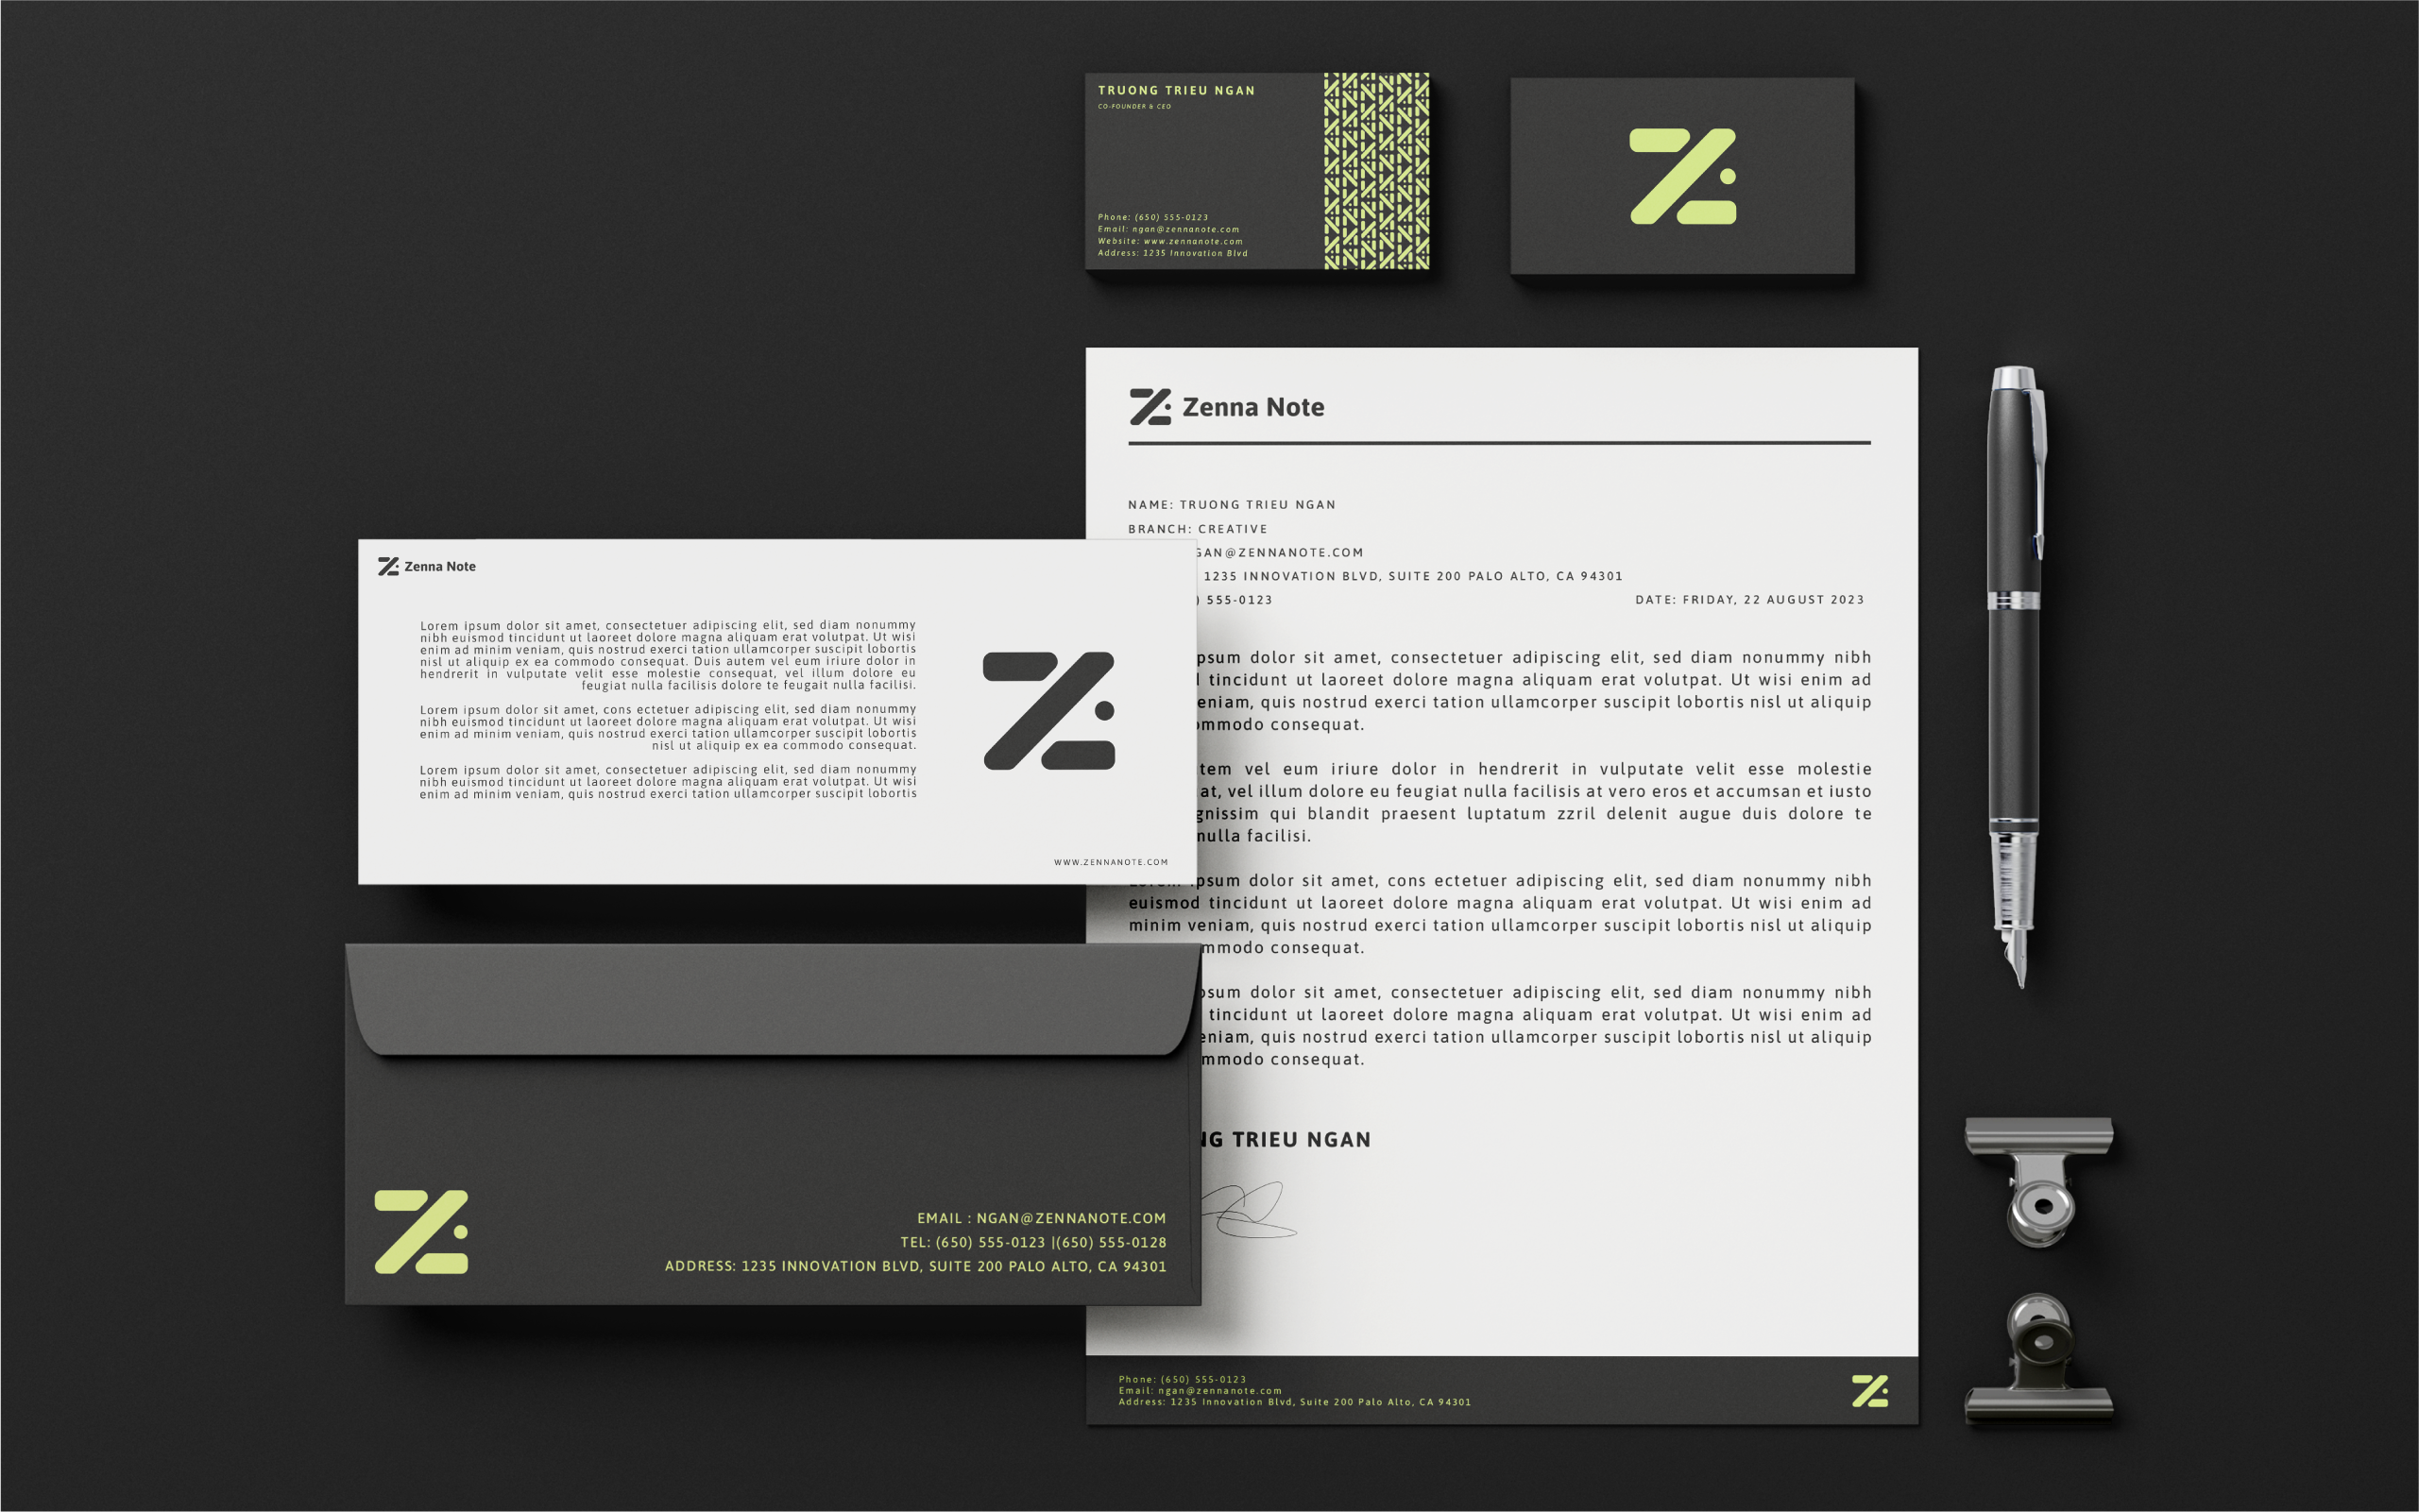 TRUONG TRIEU NGAN
CO-FOUNDER & CEO
Phone: (650) 555-0123
Email: ngan@zennanote.com
Website: www.zennanote.com
Address: 1235 Innovation Blvd
Zenna Note
NAME: TRUONG TRIEU NGAN
BRANCH: CREATIVE
GAN@ZENNANOTE.COM
1235 INNOVATION BLVD, SUITE 200 PALO ALTO, CA 94301
) 555-0123
DATE: FRIDAY, 22 AUGUST 2023
psum dolor sit amet, consectetuer adipiscing elit, sed diam nonummy nibh
tincidunt ut laoreet dolore magna aliquam erat volutpat. Ut wisi enim ad
eniam, quis nostrud exerci tation ullamcorper suscipit lobortis nisl ut aliquip
mmodo consequat.
tem vel eum iriure dolor in hendrerit in vulputate velit esse molestie
at, vel illum dolore eu feugiat nulla facilisis at vero eros et accumsan et iusto
gnissim qui blandit praesent luptatum zzril delenit augue duis dolore te
nulla facilisi.
psum dolor sit amet, cons ectetuer adipiscing elit, sed diam nonummy nibh
euismod tincidunt ut laoreet dolore magna aliquam erat volutpat. Ut wisi enim ad
minim veniam, quis nostrud exerci tation ullamcorper suscipit lobortis nisl ut aliquip
mmodo consequat.
psum dolor sit amet, consectetuer adipiscing elit, sed diam nonummy nibh
tincidunt ut laoreet dolore magna aliquam erat volutpat. Ut wisi enim ad
eniam, quis nostrud exerci tation ullamcorper suscipit lobortis nisl ut aliquip
mmodo consequat.
NG TRIEU NGAN
Phone: (650) 555-0123
Email: ngan@zennanote.com
Address: 1235 Innovation Blvd, Suite 200 Palo Alto, CA 94301
Zenna Note
Lorem ipsum dolor sit amet, consectetuer adipiscing elit, sed diam nonummy
nibh euismod tincidunt ut laoreet dolore magna aliquam erat volutpat. Ut wisi
enim ad minim veniam, quis nostrud exerci tation ullamcorper suscipit lobortis
nisl ut aliquip ex ea commodo consequat. Duis autem vel eum iriure dolor in
hendrerit in vulputate velit esse molestie consequat, vel illum dolore eu
feugiat nulla facilisis dolore te feugait nulla facilisi.
Lorem ipsum dolor sit amet, cons ectetuer adipiscing elit, sed diam nonummy
nibh euismod tincidunt ut laoreet dolore magna aliquam erat volutpat. Ut wisi
enim ad minim veniam, quis nostrud exerci tation ullamcorper suscipit lobortis
nisl ut aliquip ex ea commodo consequat.
Lorem ipsum dolor sit amet, consectetuer adipiscing elit, sed diam nonummy
nibh euismod tincidunt ut laoreet dolore magna aliquam erat volutpat. Ut wisi
enim ad minim veniam, quis nostrud exerci tation ullamcorper suscipit lobortis
WWW.ZENNANOTE.COM
EMAIL : NGAN@ZENNANOTE.COM
TEL: (650) 555-0123 |(650) 555-0128
ADDRESS: 1235 INNOVATION BLVD, SUITE 200 PALO ALTO, CA 94301